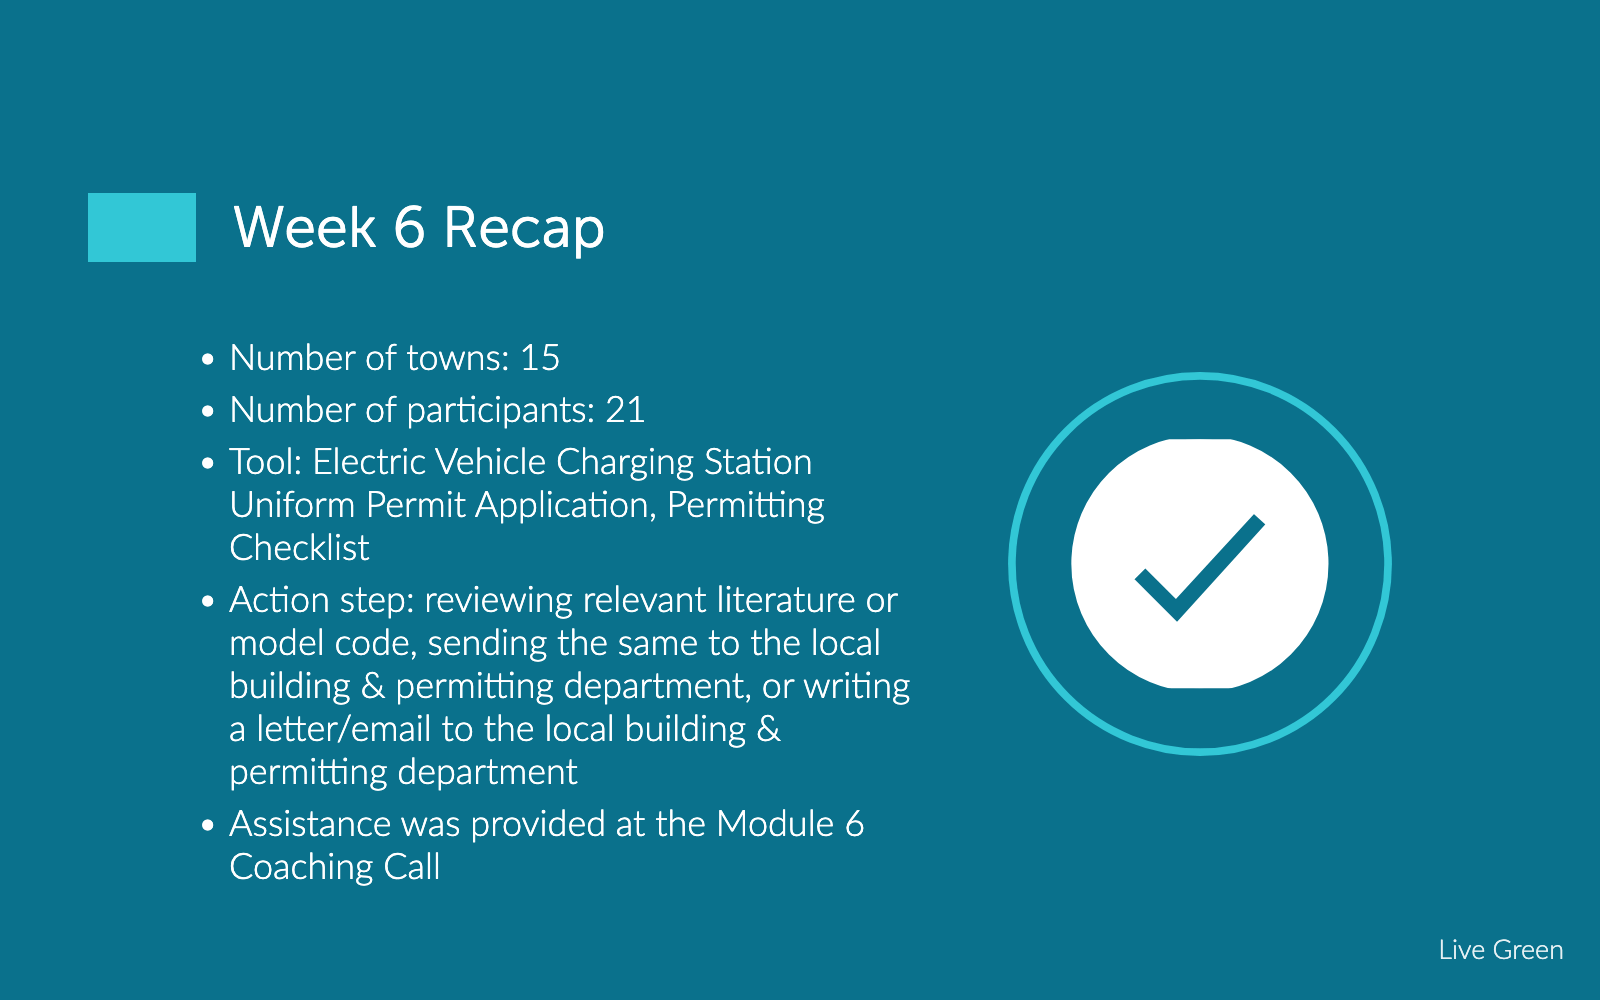 Week 6 Recap
• Number of towns: 15
• Number of participants: 21
• Tool: Electric Vehicle Charging Station
Uniform Permit Application, Permitting
Checklist
• Action step: reviewing relevant literature or
model code, sending the same to the local
building & permitting department, or writing
a letter/email to the local building &
permitting department
• Assistance was provided at the Module 6
Coaching Call
Live Green